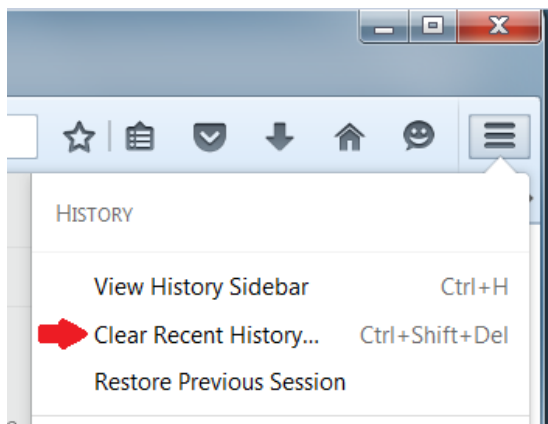 HISTORY
View History Sidebar Ctrl+H
Clear Recent History... Ctrl+Shift+Del
Restore Previous Session